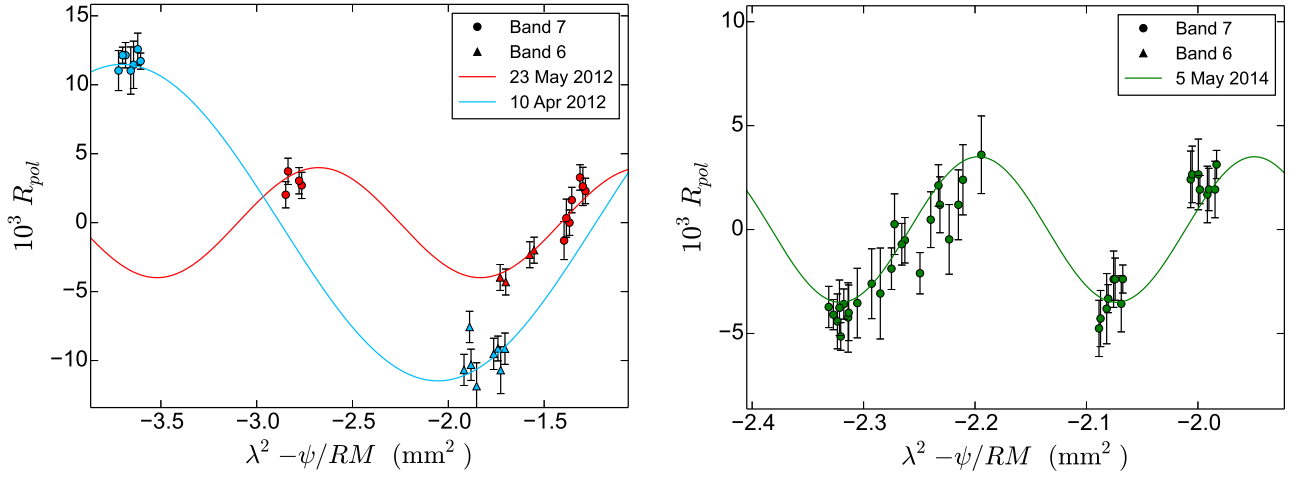 15
10
5
0
−5
−10
10³ R_pol
Band 7
Band 6
23 May 2012
10 Apr 2012
−3.5 −3.0 −2.5 −2.0 −1.5
λ² −ψ/RM (mm²)
10
5
0
−5
10³ R_pol
Band 7
Band 6
5 May 2014
−2.4 −2.3 −2.2 −2.1 −2.0
λ² −ψ/RM (mm²)